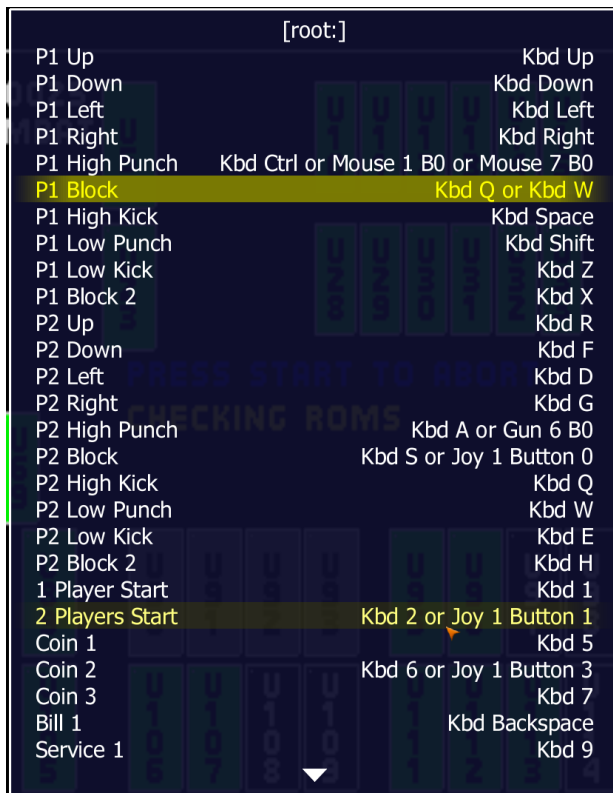 [root:]
P1 Up Kbd Up
P1 Down Kbd Down
P1 Left Kbd Left
P1 Right Kbd Right
P1 High Punch Kbd Ctrl or Mouse 1 B0 or Mouse 7 B0
P1 Block Kbd Q or Kbd W
P1 High Kick Kbd Space
P1 Low Punch Kbd Shift
P1 Low Kick Kbd Z
P1 Block 2 Kbd X
P2 Up Kbd R
P2 Down Kbd F
P2 Left Kbd D
P2 Right Kbd G
P2 High Punch Kbd A or Gun 6 B0
P2 Block Kbd S or Joy 1 Button 0
P2 High Kick Kbd Q
P2 Low Punch Kbd W
P2 Low Kick Kbd E
P2 Block 2 Kbd H
1 Player Start Kbd 1
2 Players Start Kbd 2 or Joy 1 Button 1
Coin 1 Kbd 5
Coin 2 Kbd 6 or Joy 1 Button 3
Coin 3 Kbd 7
Bill 1 Kbd Backspace
Service 1 Kbd 9
PRESS START TO ABORT
CHECKING ROMS